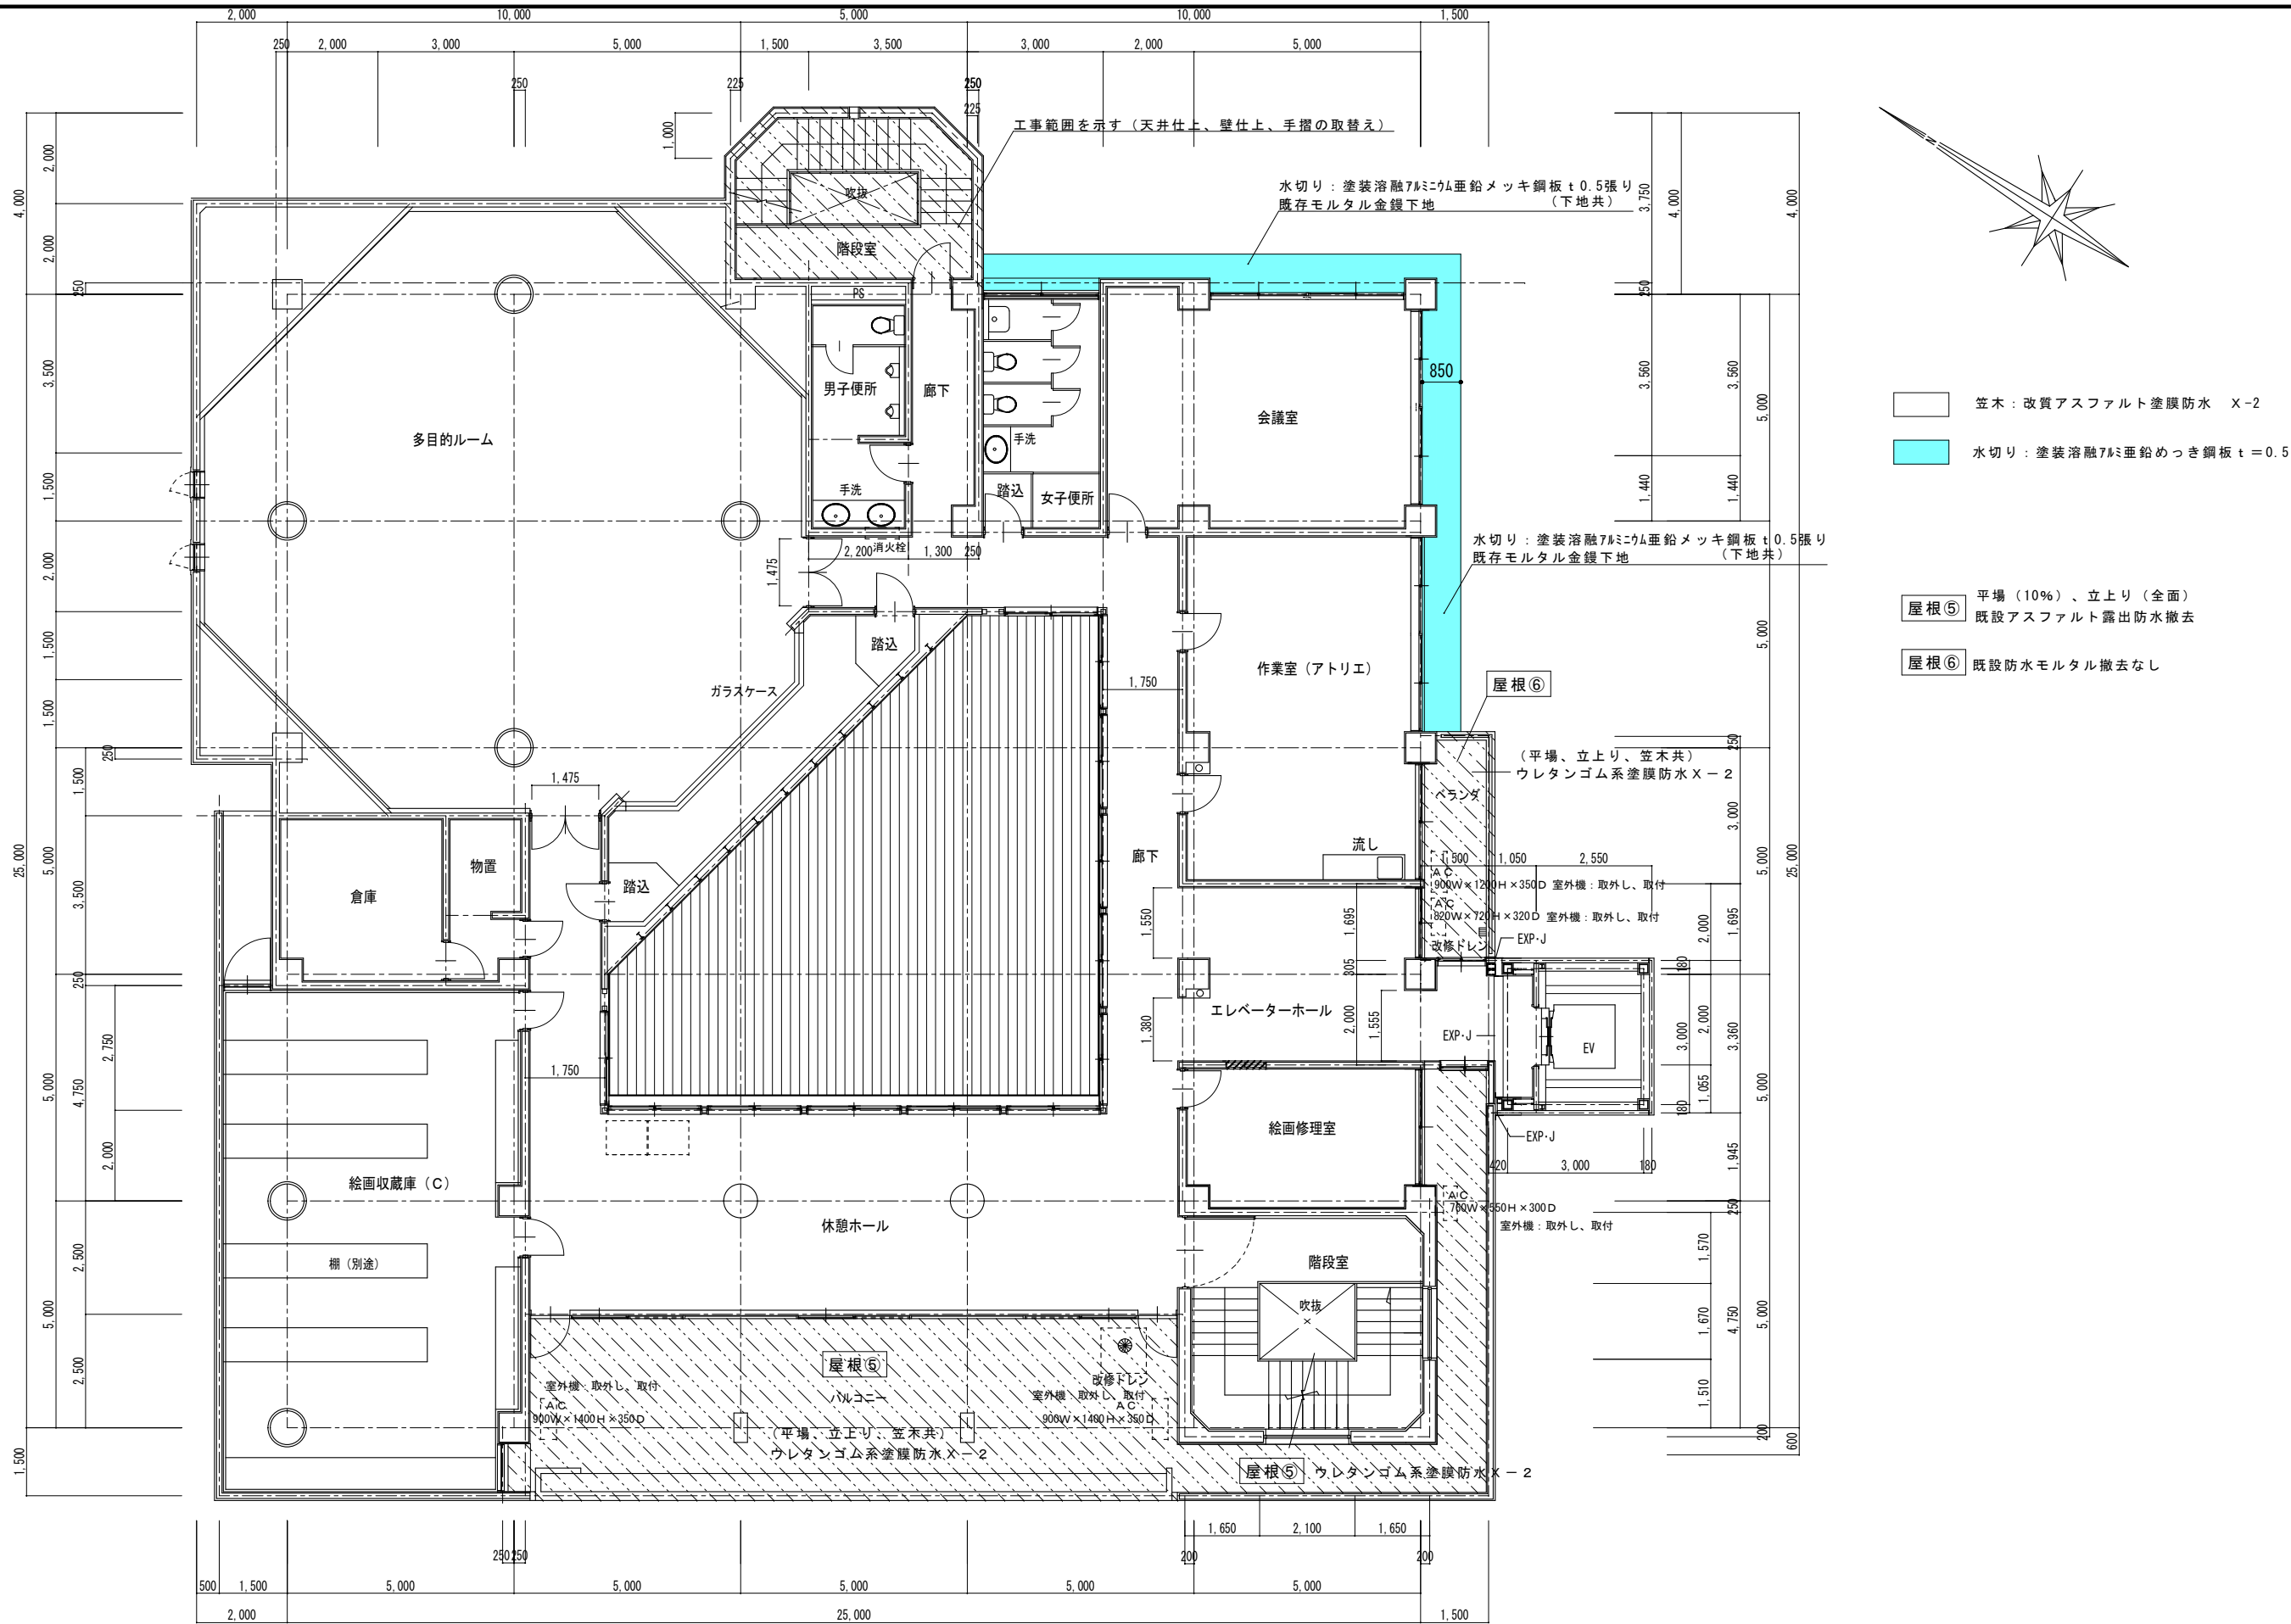 2,000
10,000
5,000
10,000
1,500
250
2,000
3,000
5,000
1,500
3,500
3,000
2,000
5,000
250
225
250
225
1,000
工事範囲を示す（天井仕上、壁仕上、手摺の取替え）
水切り：塗装溶融ｱﾙﾐﾆｳﾑ亜鉛メッキ鋼板ｔ0.5張り
既存モルタル金鏝下地　（下地共）
N
吹抜
階段室
PS
男子便所
廊下
手洗
手洗
踏込
女子便所
会議室
850
多目的ルーム
消火栓
2,200
1,300
250
1,475
笠木：改質アスファルト塗膜防水　Ｘ-2
水切り：塗装溶融ｱﾙﾐ亜鉛めっき鋼板ｔ＝0.5
水切り：塗装溶融ｱﾙﾐﾆｳﾑ亜鉛メッキ鋼板ｔ0.5張り
既存モルタル金鏝下地　（下地共）
屋根⑤
平場（10%）、立上り（全面）
既設アスファルト露出防水撤去
屋根⑥
既設防水モルタル撤去なし
踏込
ガラスケース
1,750
作業室（アトリエ）
屋根⑥
（平場、立上り、笠木共）
ウレタンゴム系塗膜防水Ｘ－２
ベランダ
1,475
流し
廊下
物置
倉庫
踏込
1,500
1,050
2,550
ＡＣ
900Ｗ×1200Ｈ×350Ｄ 室外機：取外し、取付
ＡＣ
820Ｗ×720Ｈ×320Ｄ 室外機：取外し、取付
改修ドレン
EXP･J
1,550
1,695
305
2,000
1,555
1,380
エレベーターホール
EXP･J
EV
EXP･J
1,750
絵画修理室
420
3,000
180
ＡＣ
760Ｗ×550Ｈ×300Ｄ
室外機：取外し、取付
絵画収蔵庫（Ｃ）
休憩ホール
棚（別途）
階段室
吹抜
屋根⑤
バルコニー
改修ドレン
室外機：取外し、取付
ＡＣ
900Ｗ×1400Ｈ×350Ｄ
室外機：取外し、取付
ＡＣ
900Ｗ×1400Ｈ×350Ｄ
（平場、立上り、笠木共）
ウレタンゴム系塗膜防水Ｘ－２
屋根⑤ ウレタンゴム系塗膜防水Ｘ－２
4,000
25,000
1,500
2,000
2,000
3,500
1,500
2,000
1,500
1,500
5,000
5,000
5,000
250
250
1,500
3,500
250
4,750
2,500
2,500
2,750
2,000
3,750
250
3,560
1,440
4,000
3,560
1,440
5,000
5,000
4,000
25,000
250
3,000
5,000
2,000
1,695
180
3,000
2,000
3,360
1,055
180
5,000
1,945
250
1,570
1,670
4,750
5,000
1,510
200
600
1,650
2,100
1,650
200
200
250
250
500
1,500
5,000
5,000
5,000
5,000
5,000
2,000
25,000
1,500